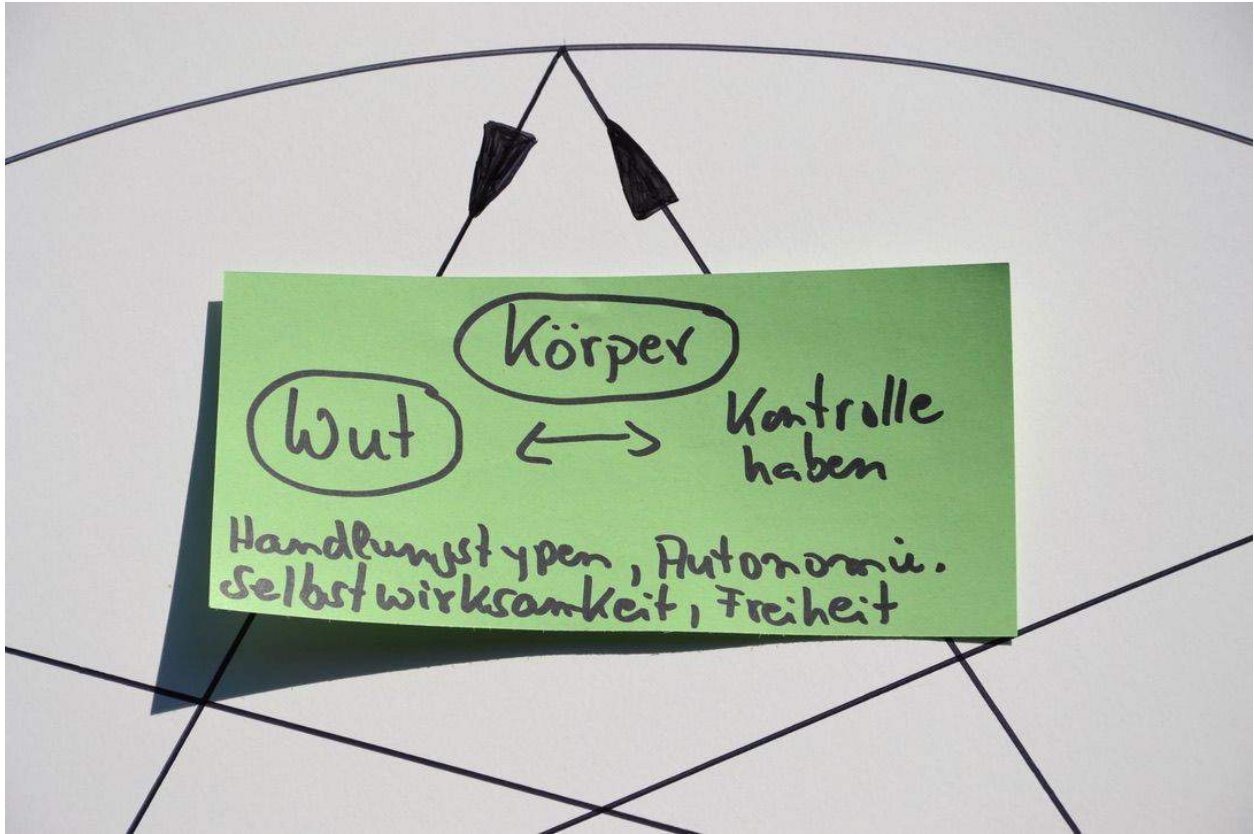 Körper
Wut ↔ Kontrolle
haben
Handlungstypen, Autonomie.
Selbstwirksamkeit, Freiheit